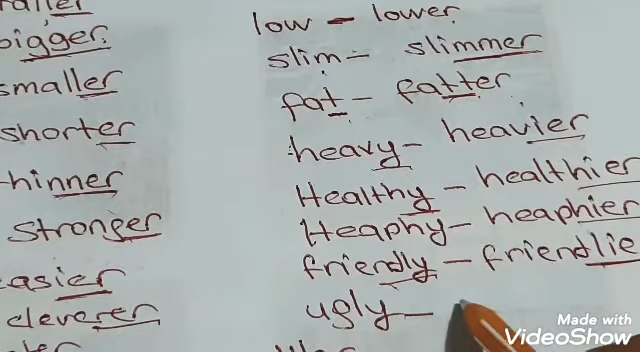 taller
bigger
smaller
shorter
thinner
stronger
easier
cleverer
low - lower
slim - slimmer
fat - fatter
heavy - heavier
Healthy - healthier
Heaphy - heaphier
friendly - friendlie
ugly -
Made with
VideoShow